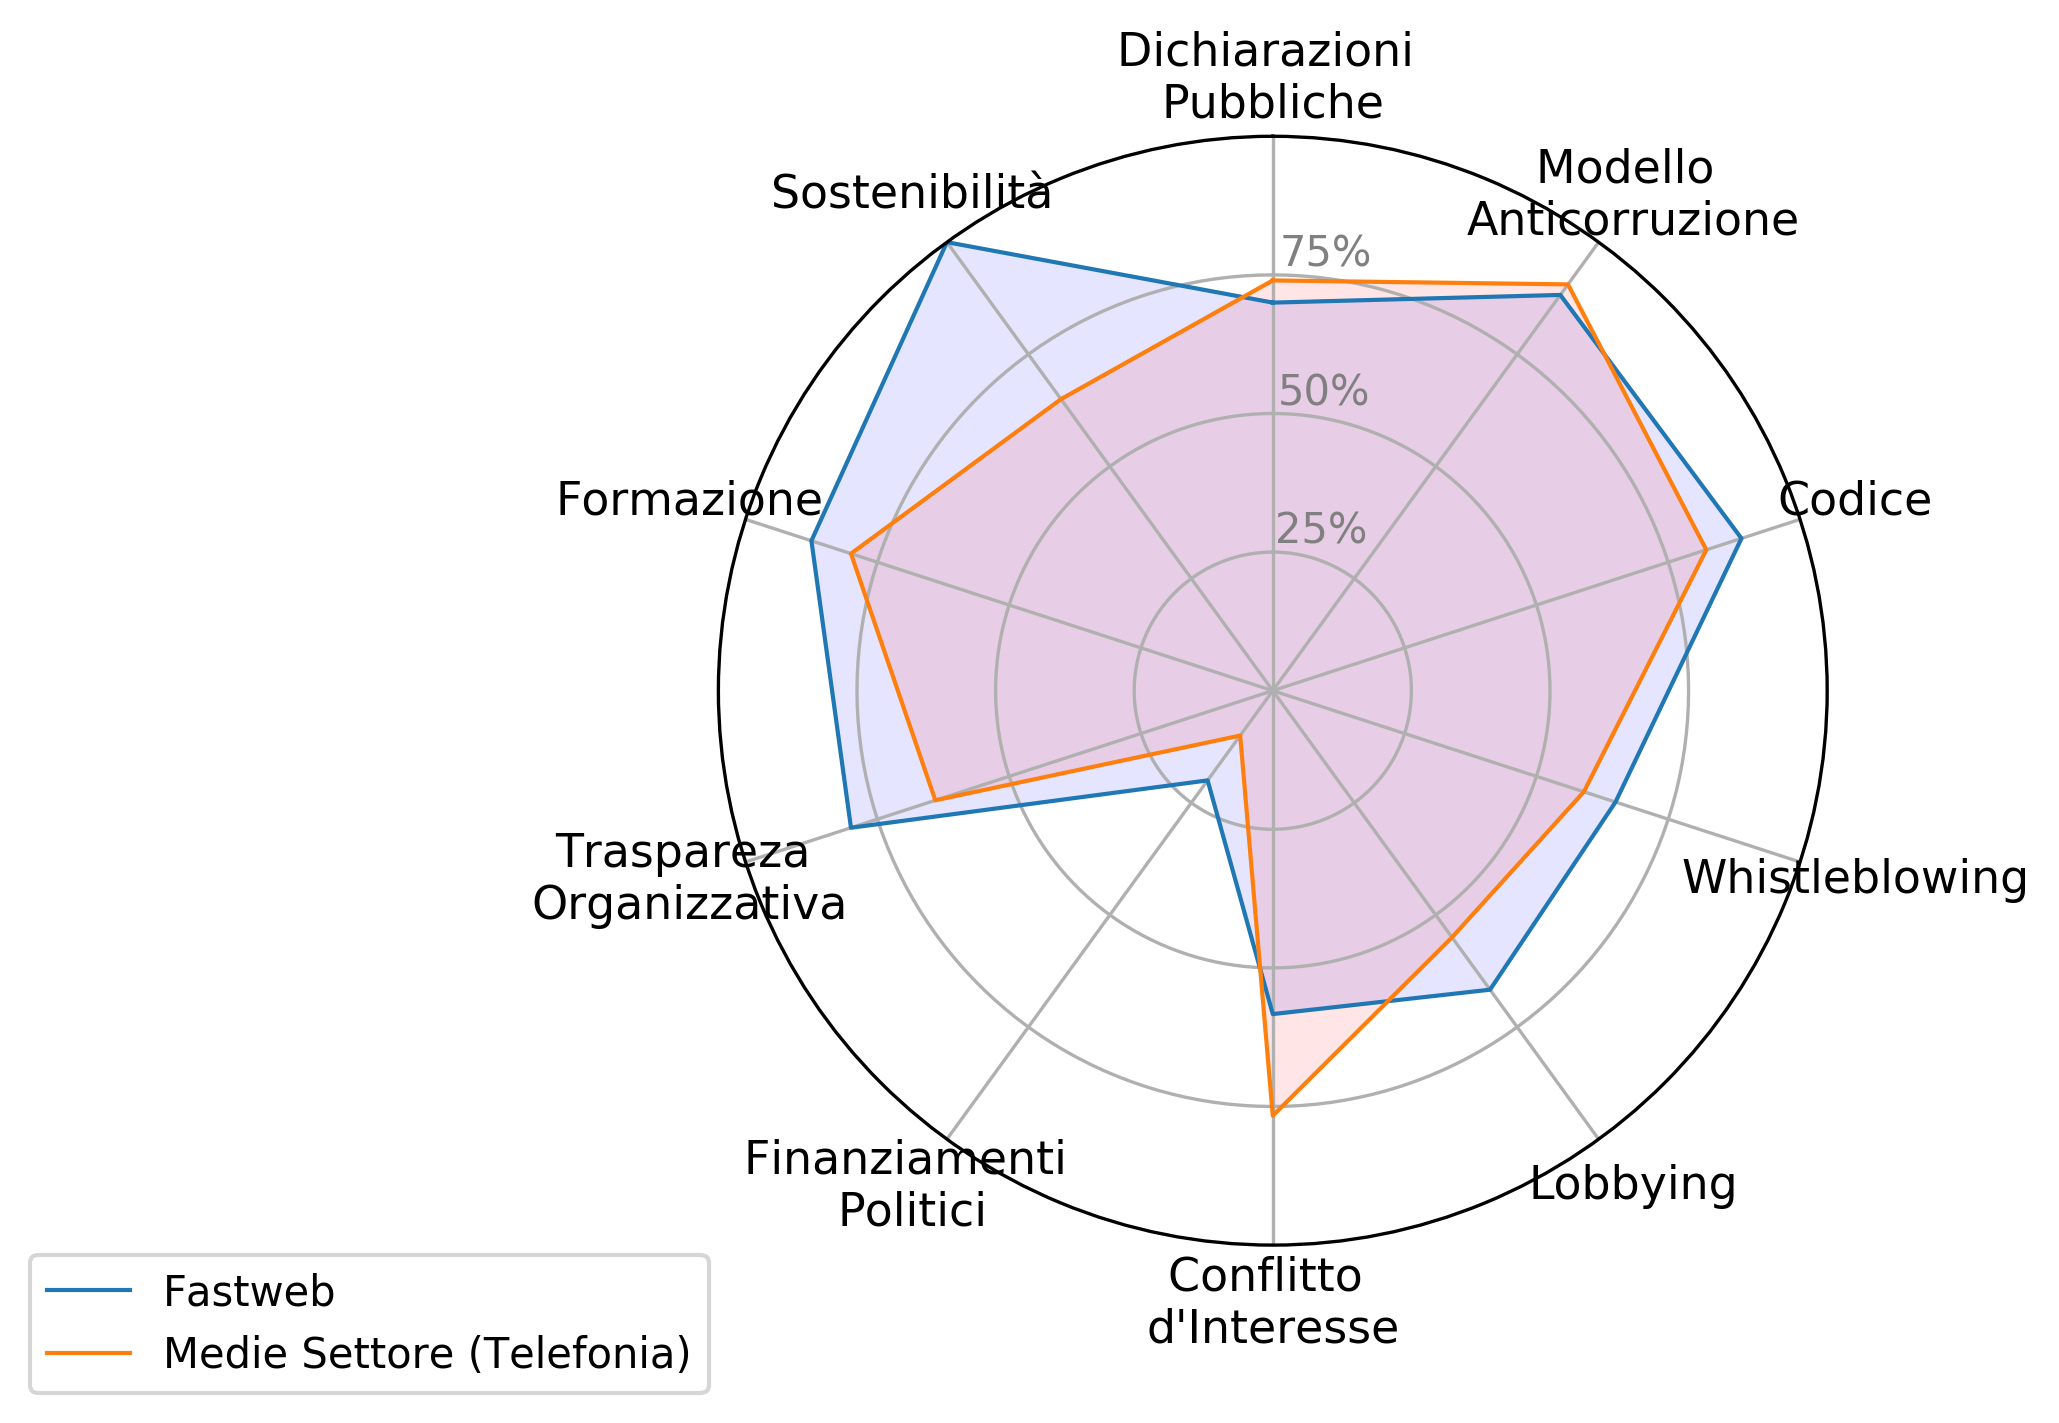 Dichiarazioni
Pubbliche
Modello
Anticorruzione
Sostenibilità
75%
50%
25%
Formazione
Codice
Traspareza
Organizzativa
Whistleblowing
Finanziamenti
Politici
Lobbying
Conflitto
d'Interesse
Fastweb
Medie Settore (Telefonia)